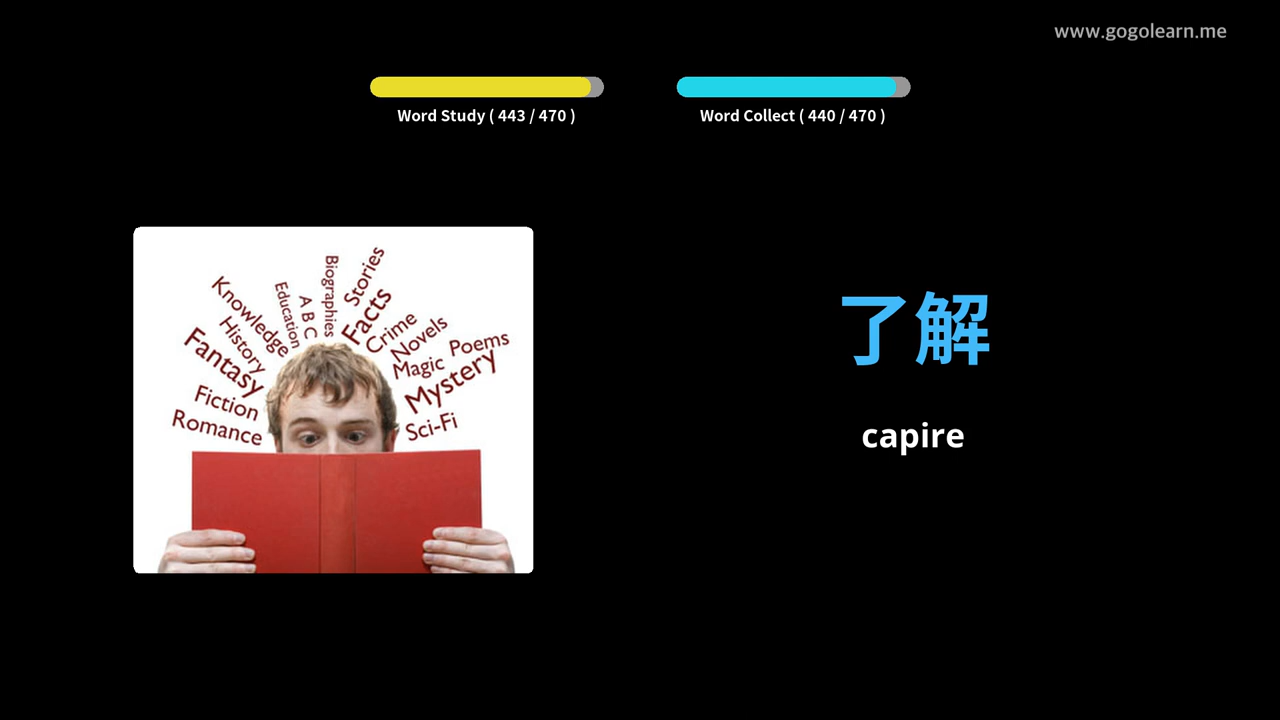 www.gogolearn.me
Word Study ( 443 / 470 )
Word Collect ( 440 / 470 )
Romance
Fiction
Fantasy
History
Knowledge
Education
A B C
Biographies
Stories
Facts
Crime
Novels
Magic
Poems
Mystery
Sci-Fi
了解
capire